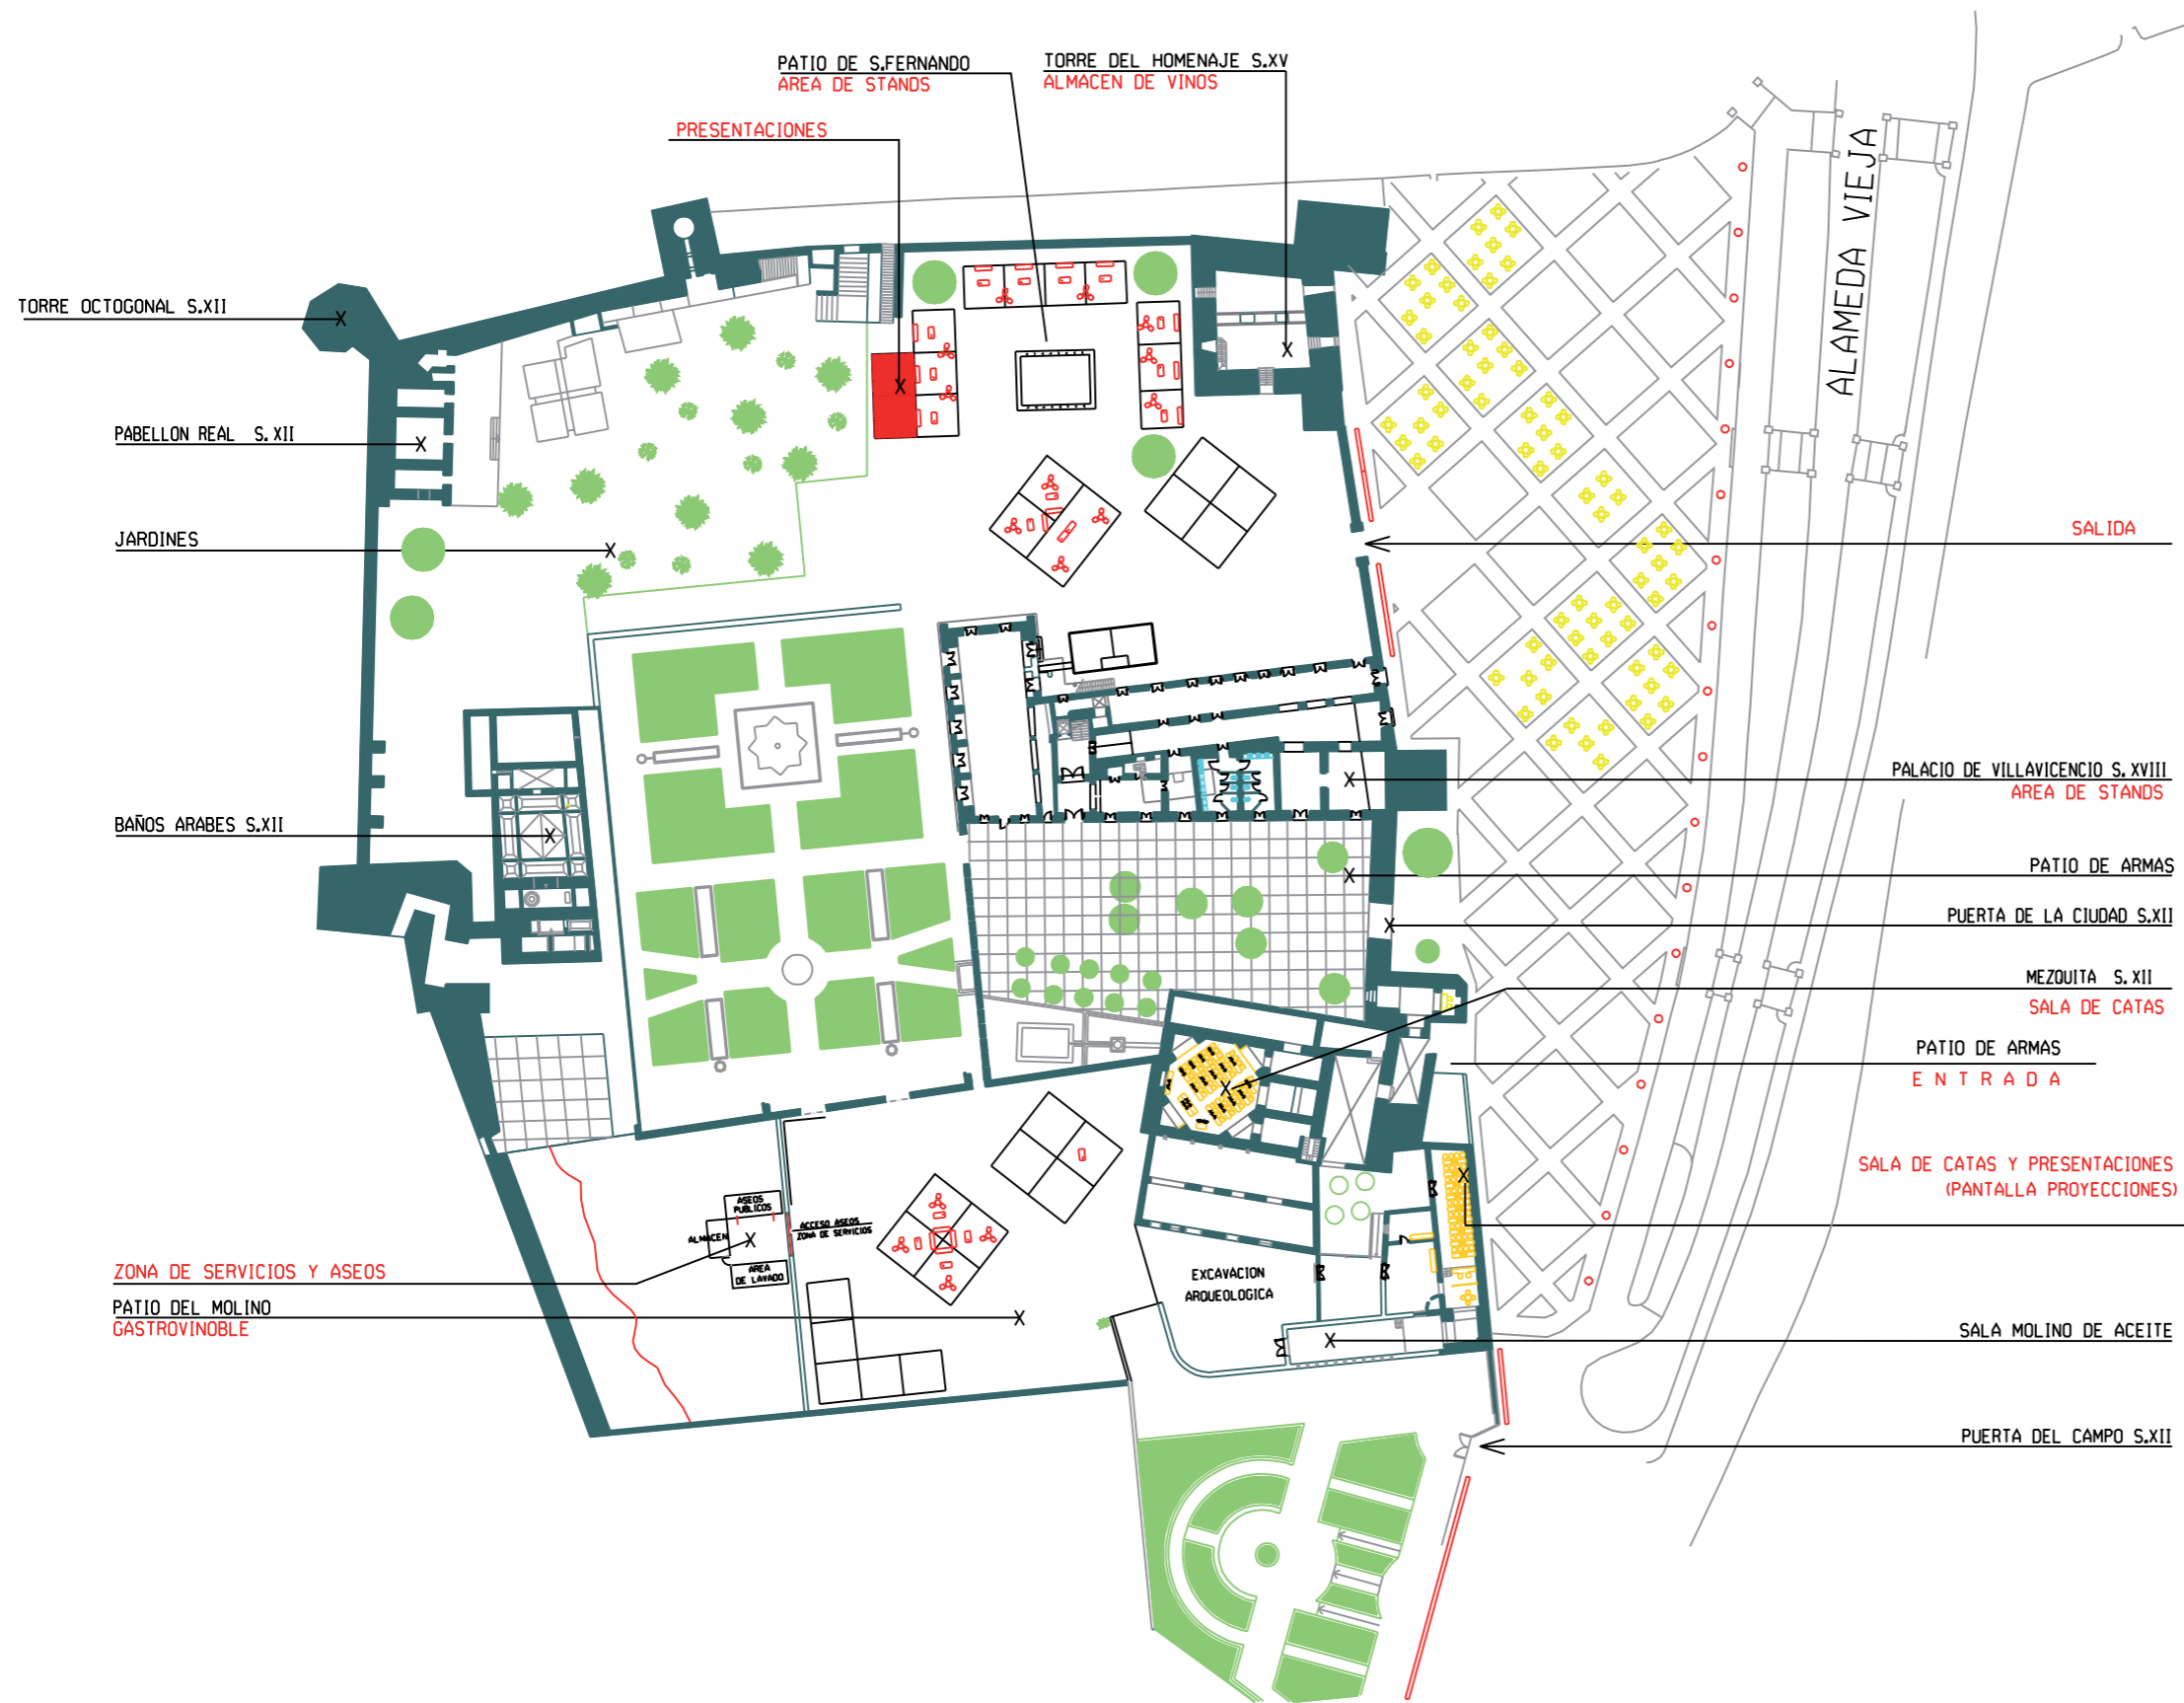 PATIO DE S.FERNANDO
AREA DE STANDS
TORRE DEL HOMENAJE S.XV
ALMACEN DE VINOS
PRESENTACIONES
ALAMEDA VIEJA
TORRE OCTOGONAL S.XII
PABELLON REAL S.XII
JARDINES
SALIDA
PALACIO DE VILLAVICENCIO S.XVIII
AREA DE STANDS
BAÑOS ARABES S.XII
PATIO DE ARMAS
PUERTA DE LA CIUDAD S.XII
MEZQUITA S.XII
SALA DE CATAS
PATIO DE ARMAS
ENTRADA
SALA DE CATAS Y PRESENTACIONES
(PANTALLA PROYECCIONES)
ASEOS
PUBLICOS
ALMACEN
ACCESO ASEOS
ZONA DE SERVICIOS
AREA
DE LAVADO
ZONA DE SERVICIOS Y ASEOS
PATIO DEL MOLINO
GASTROVINOBLE
EXCAVACION
ARQUEOLOGICA
SALA MOLINO DE ACEITE
PUERTA DEL CAMPO S.XII